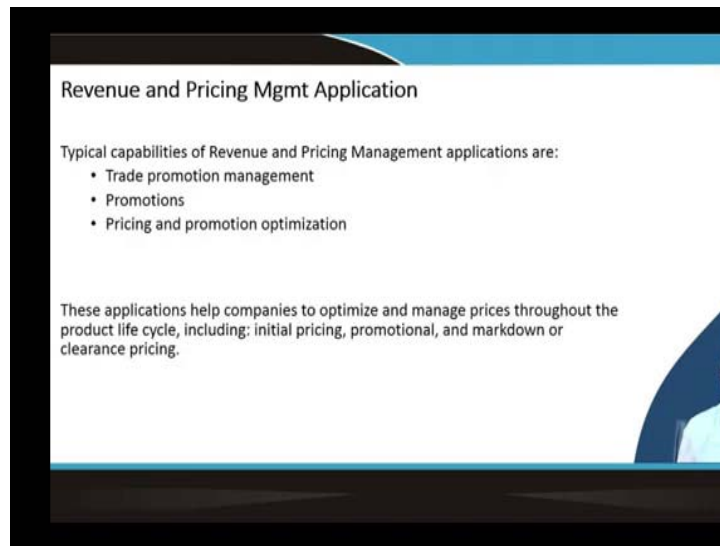 Revenue and Pricing Mgmt Application
Typical capabilities of Revenue and Pricing Management applications are:
• Trade promotion management
• Promotions
• Pricing and promotion optimization
These applications help companies to optimize and manage prices throughout the
product life cycle, including: initial pricing, promotional, and markdown or
clearance pricing.